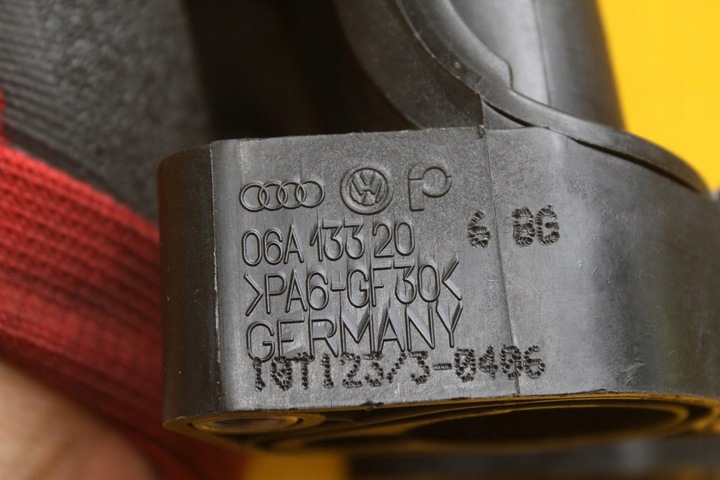 06A 133 20 6 BG
>PA6-GF30<
GERMANY
10T123/3-0406